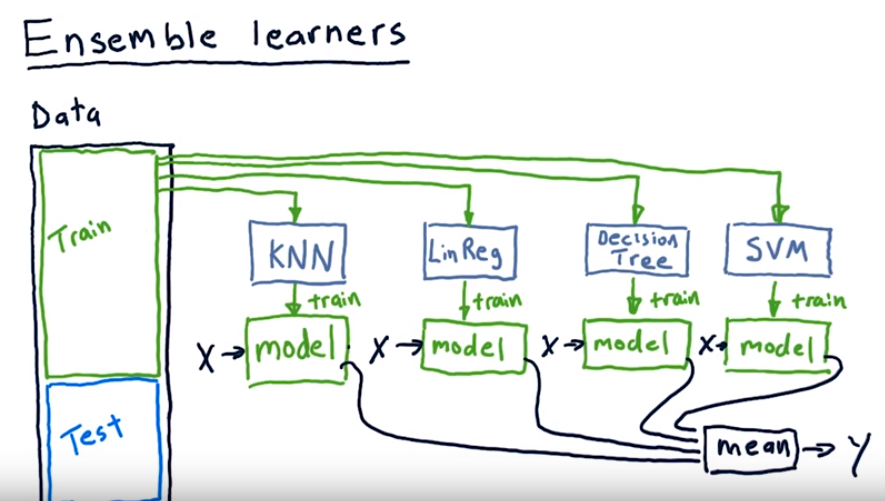 Ensemble learners
Data
Train
KNN
LinReg
Decision
Tree
SVM
train
train
train
train
X
model
X
model
X
model
X
model
Test
mean
Y